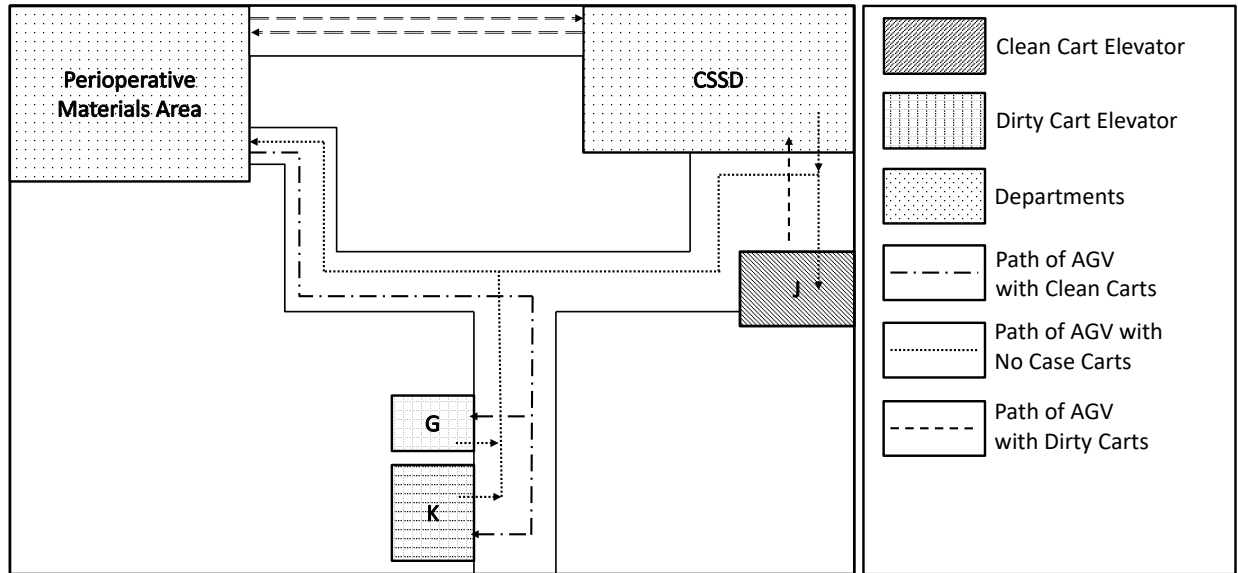 Perioperative
Materials Area
CSSD
J
G
K
Clean Cart Elevator
Dirty Cart Elevator
Departments
Path of AGV
with Clean Carts
Path of AGV with
No Case Carts
Path of AGV
with Dirty Carts